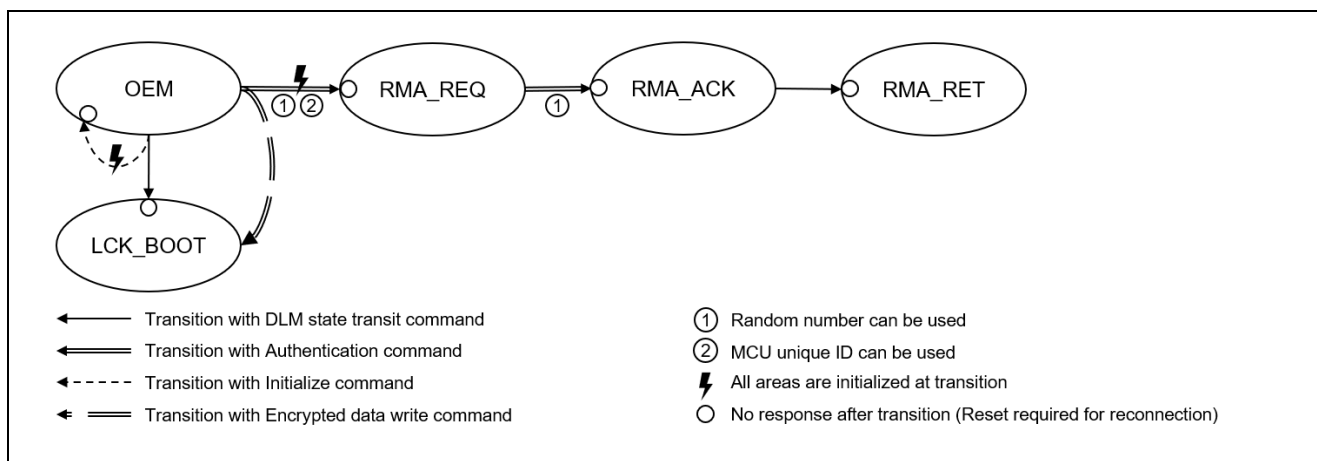 OEM
① ②
RMA_REQ
①
RMA_ACK
RMA_RET
LCK_BOOT
Transition with DLM state transit command
Transition with Authentication command
Transition with Initialize command
Transition with Encrypted data write command
① Random number can be used
② MCU unique ID can be used
All areas are initialized at transition
No response after transition (Reset required for reconnection)